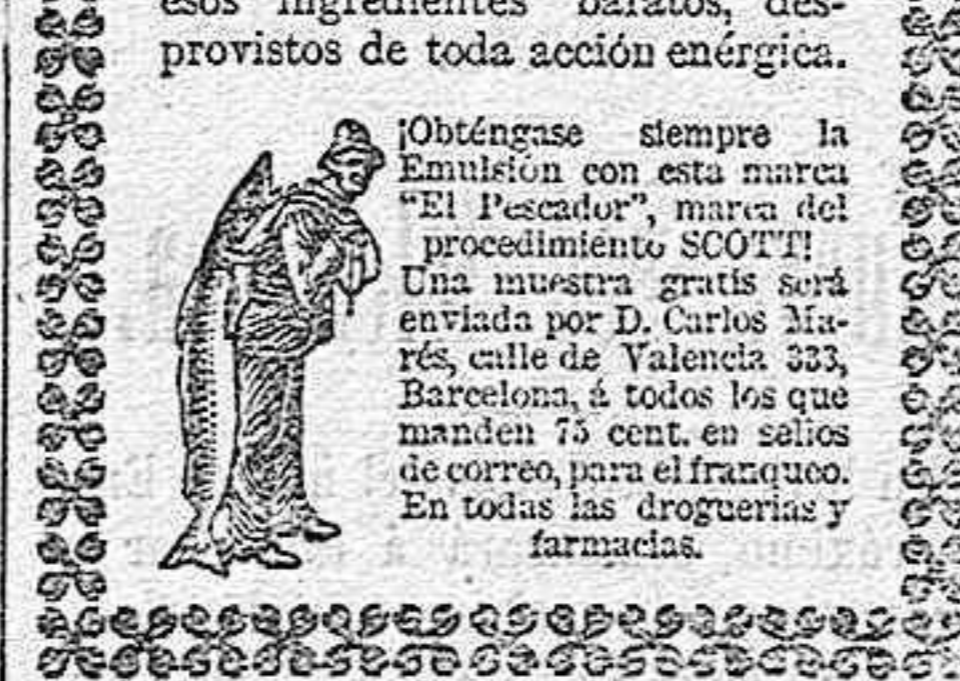 esos ingredientes baratos, des-
provistos de toda acción enérgica.
¡Obténgase siempre la
Emulsión con esta marca
“El Pescador”, marca del
procedimiento SCOTT!
Una muestra gratis será
enviada por D. Carlos Ma-
rés, calle de Valencia 333,
Barcelona, á todos los que
manden 75 cent. en sellos
de correo, para el franqueo.
En todas las droguerias y
farmacias.